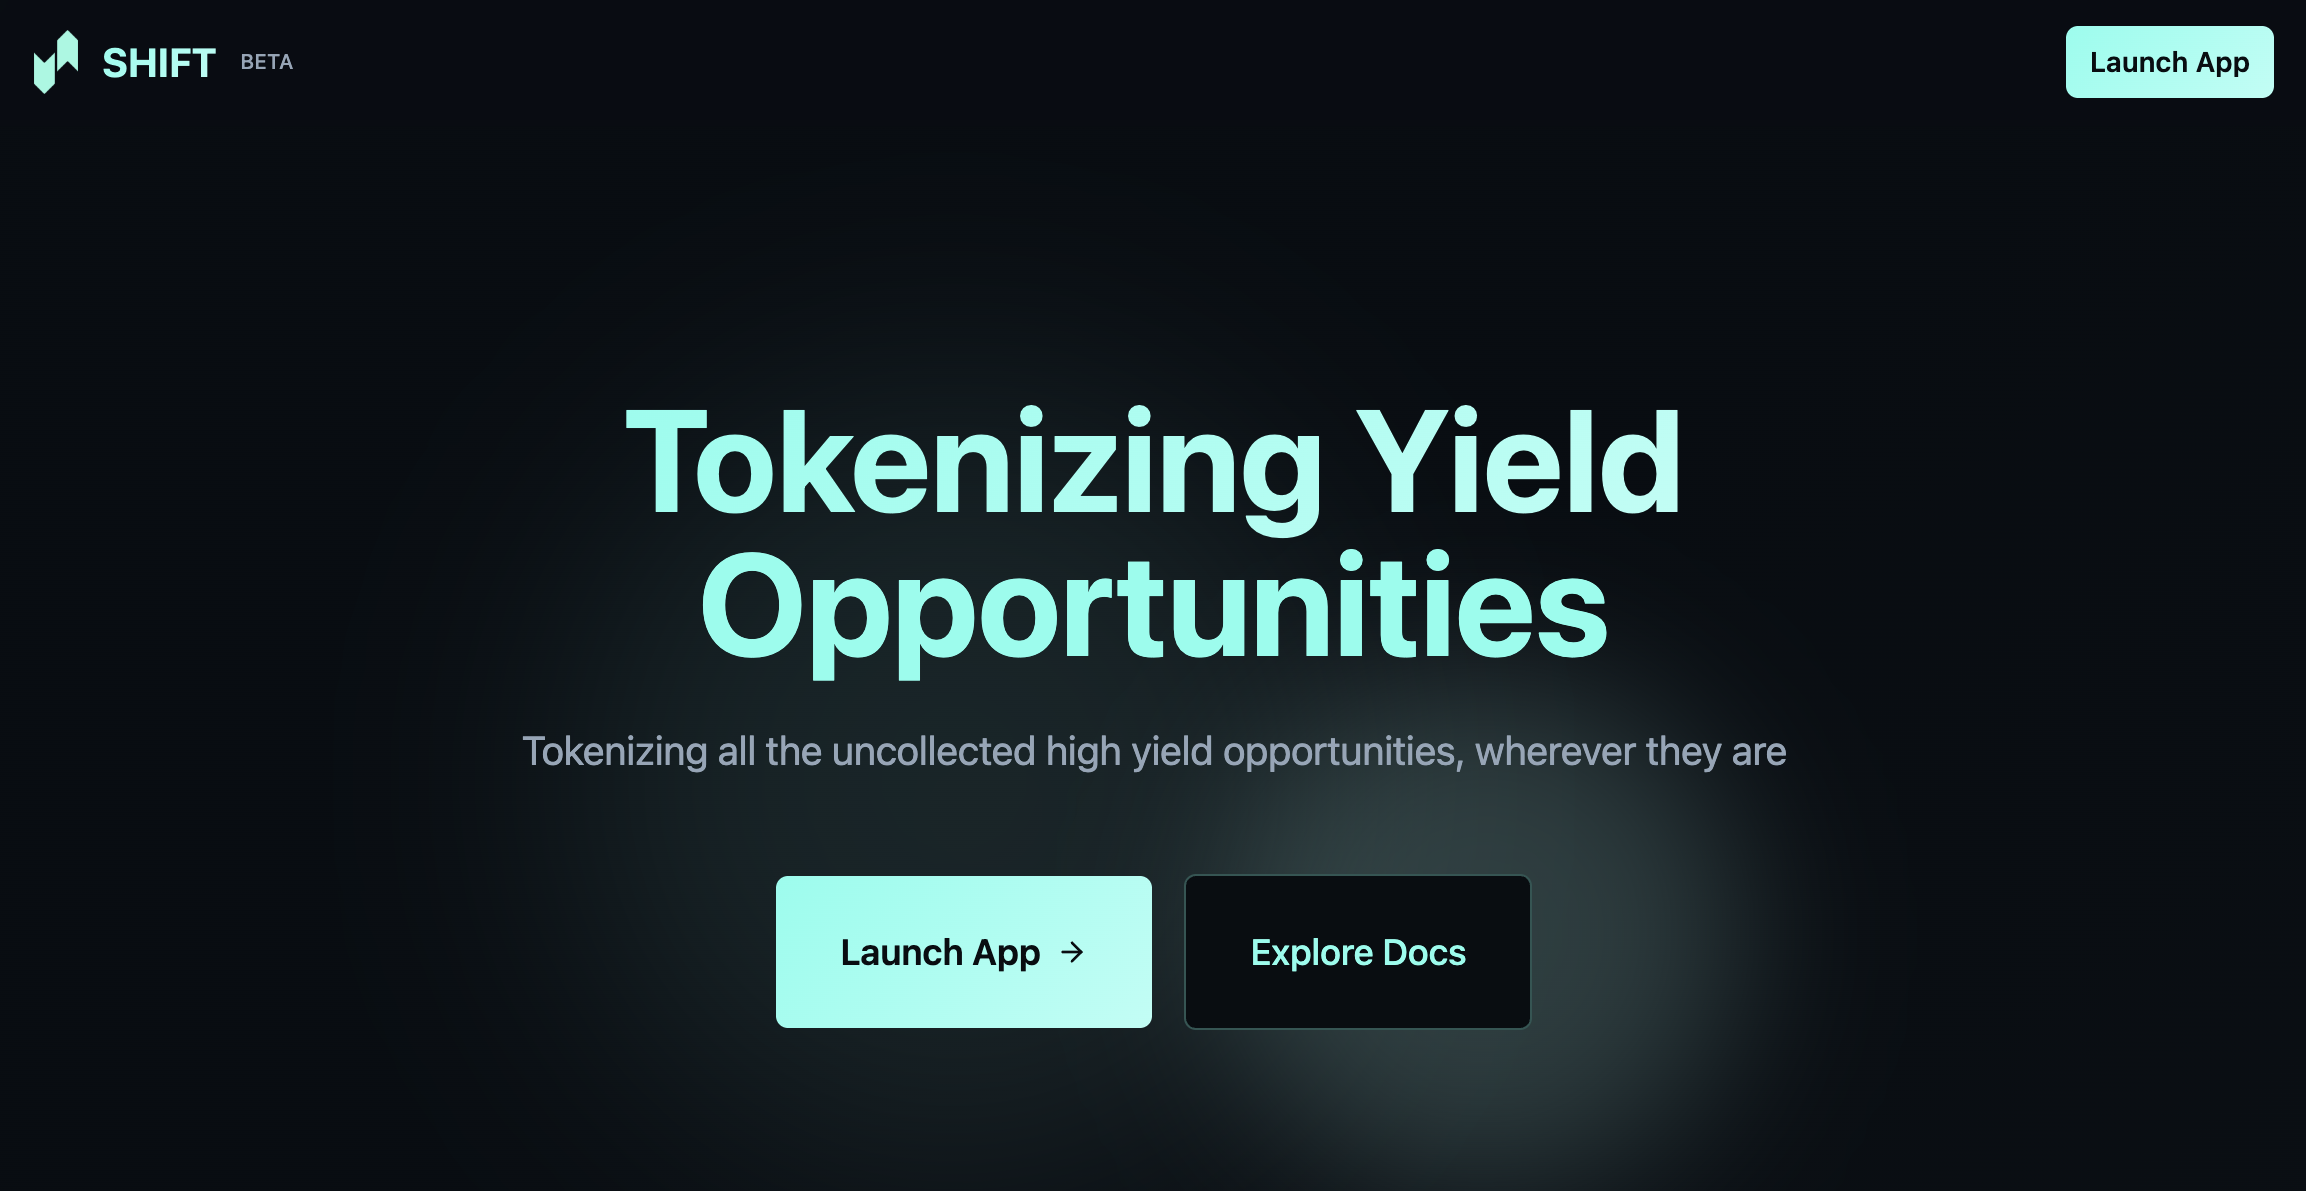 SHIFT BETA
Launch App
Tokenizing Yield
Opportunities
Tokenizing all the uncollected high yield opportunities, wherever they are
Launch App →
Explore Docs